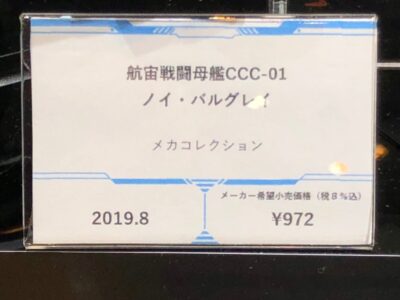 航宙戦闘母艦CCC-01
ノイ・バルグレイ
メカコレクション
2019.8
メーカー希望小売価格（税８％込）
¥972